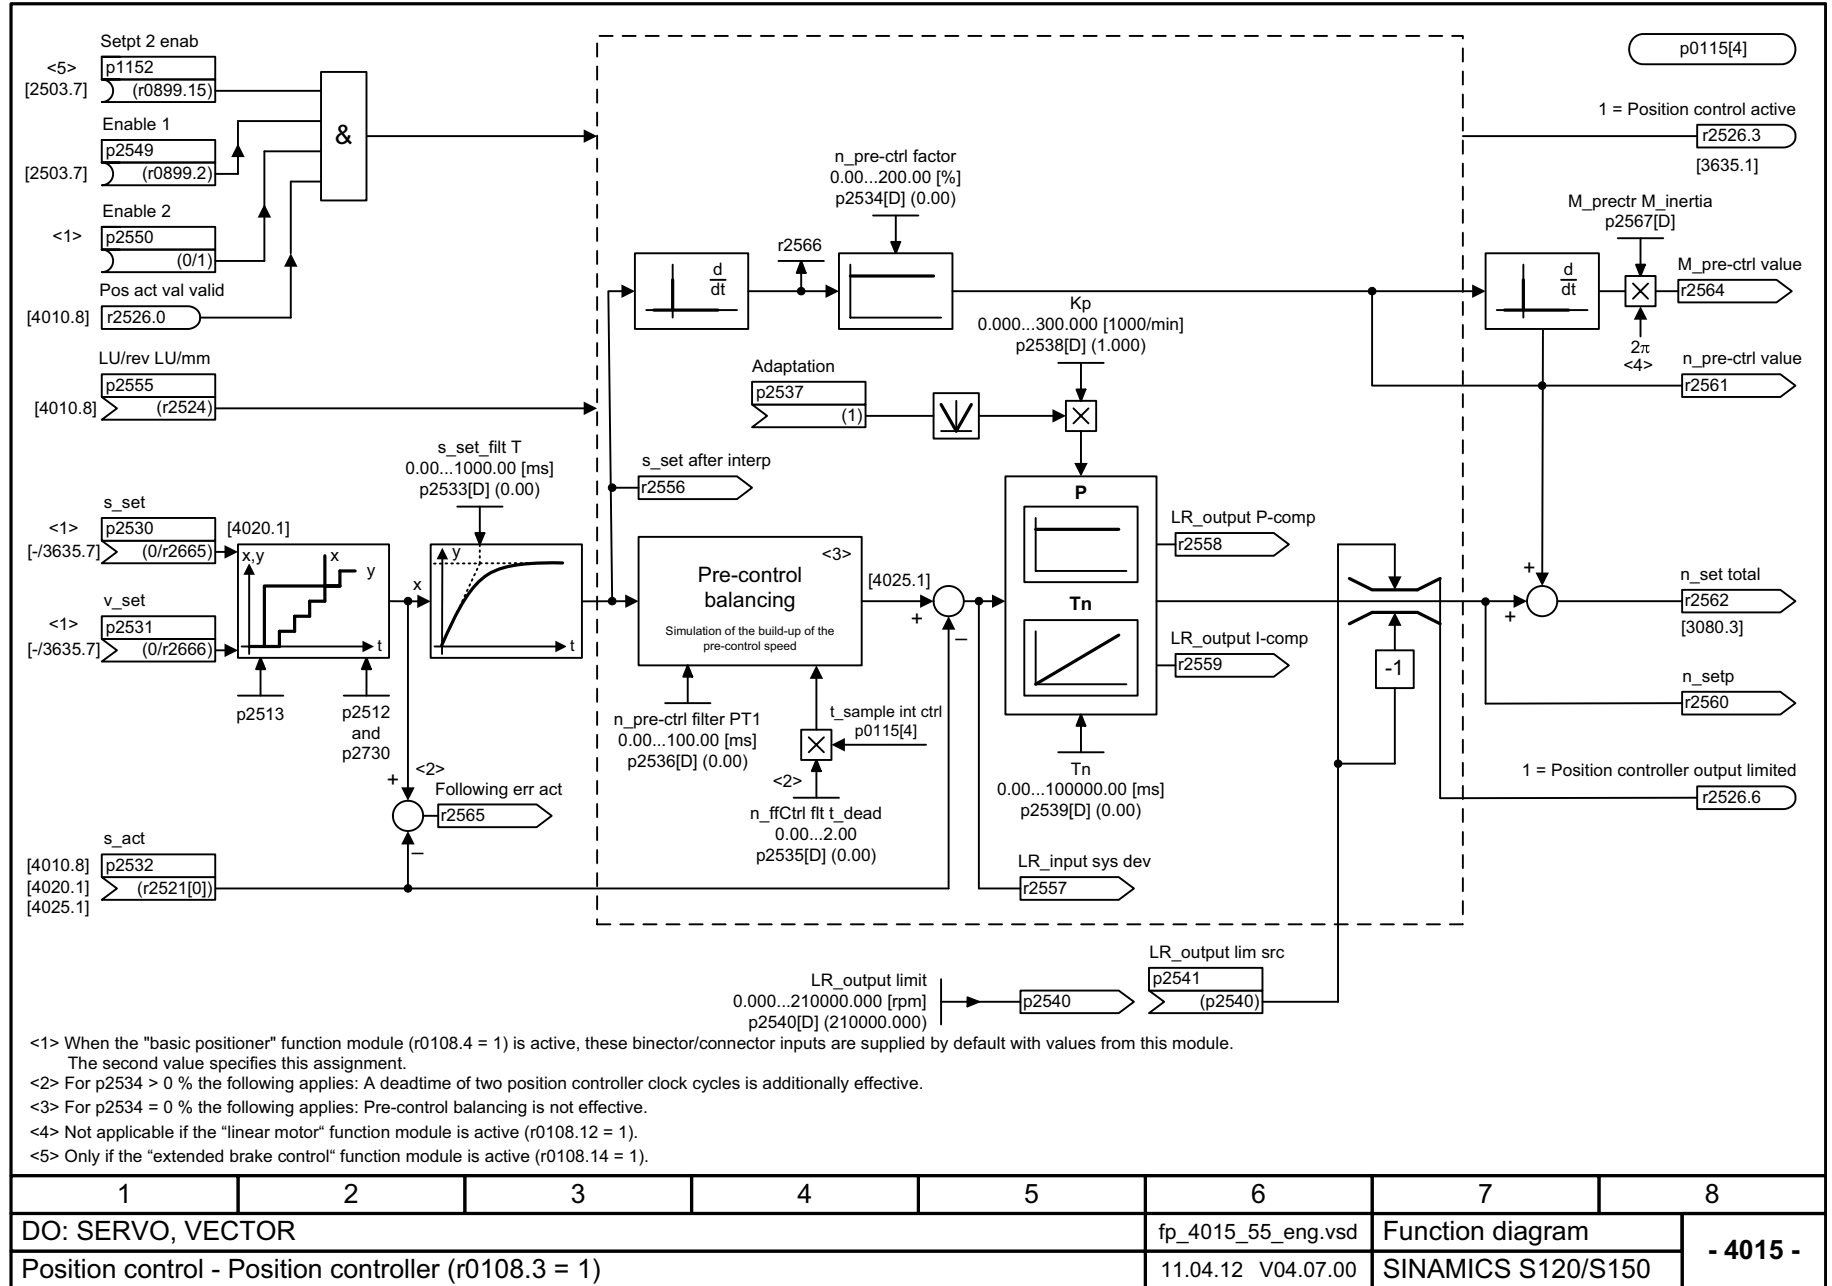 Setpt 2 enab
<5>
p1152
[2503.7]
(r0899.15)
Enable 1
p2549
[2503.7]
(r0899.2)
Enable 2
<1>
p2550
(0/1)
Pos act val valid
[4010.8]
r2526.0
&
LU/rev LU/mm
p2555
[4010.8]
(r2524)
s_set
<1>
p2530
[-/3635.7]
(0/r2665)
v_set
<1>
p2531
[-/3635.7]
(0/r2666)
[4020.1]
x,y
x
y
t
p2513
p2512
and
p2730
x
s_set_filt T
0.00...1000.00 [ms]
p2533[D] (0.00)
y
t
+
<2>
Following err act
r2565
–
s_act
[4010.8]
p2532
[4020.1]
(r2521[0])
[4025.1]
p0115[4]
1 = Position control active
r2526.3
[3635.1]
n_pre-ctrl factor
0.00...200.00 [%]
p2534[D] (0.00)
r2566
d
dt
Kp
0.000...300.000 [1000/min]
p2538[D] (1.000)
Adaptation
p2537
(1)
s_set after interp
r2556
<3>
Pre-control
balancing
Simulation of the build-up of the
pre-control speed
[4025.1]
+
–
n_pre-ctrl filter PT1
0.00...100.00 [ms]
p2536[D] (0.00)
t_sample int ctrl
p0115[4]
<2>
n_ffCtrl flt t_dead
0.00...2.00
p2535[D] (0.00)
P
Tn
LR_output P-comp
r2558
LR_output I-comp
r2559
Tn
0.00...100000.00 [ms]
p2539[D] (0.00)
LR_input sys dev
r2557
M_prectr M_inertia
p2567[D]
d
dt
M_pre-ctrl value
r2564
2π
<4>
n_pre-ctrl value
r2561
+
+
n_set total
r2562
[3080.3]
-1
n_setp
r2560
1 = Position controller output limited
r2526.6
LR_output limit
0.000...210000.000 [rpm]
p2540[D] (210000.000)
p2540
LR_output lim src
p2541
(p2540)
<1> When the "basic positioner" function module (r0108.4 = 1) is active, these binector/connector inputs are supplied by default with values from this module.
The second value specifies this assignment.
<2> For p2534 > 0 % the following applies: A deadtime of two position controller clock cycles is additionally effective.
<3> For p2534 = 0 % the following applies: Pre-control balancing is not effective.
<4> Not applicable if the “linear motor“ function module is active (r0108.12 = 1).
<5> Only if the “extended brake control“ function module is active (r0108.14 = 1).
1 2 3 4 5 6 7 8
DO: SERVO, VECTOR
fp_4015_55_eng.vsd
Function diagram
- 4015 -
Position control - Position controller (r0108.3 = 1)
11.04.12 V04.07.00
SINAMICS S120/S150